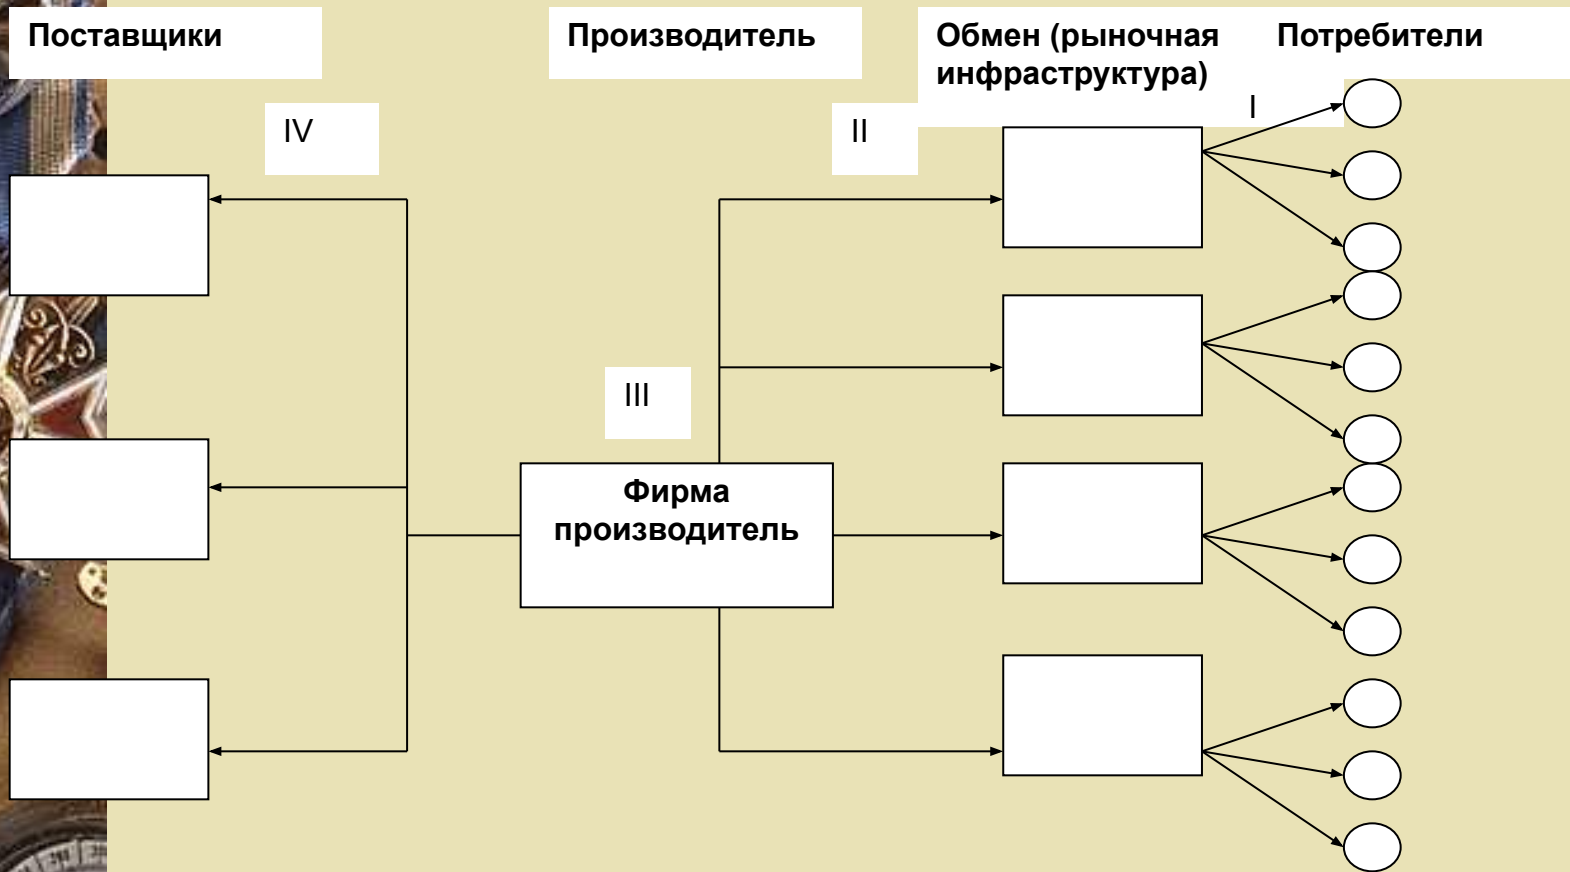 Поставщики
Производитель
Обмен (рыночная
инфраструктура)
Потребители
IV
II
I
III
Фирма
производитель